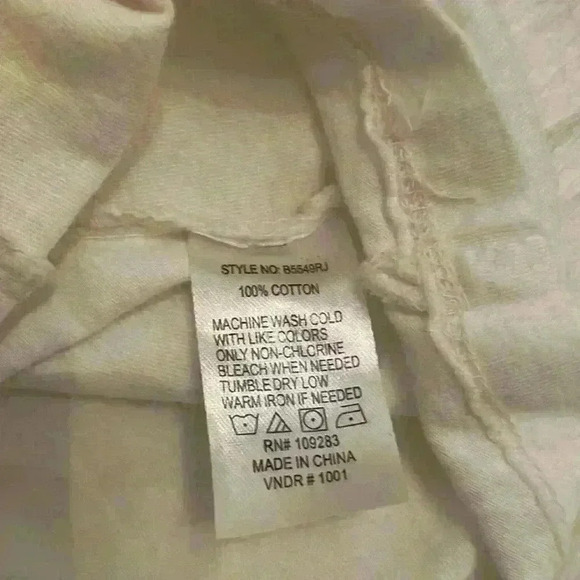 STYLE NO: B5549RJ
100% COTTON
MACHINE WASH COLD
WITH LIKE COLORS
ONLY NON-CHLORINE
BLEACH WHEN NEEDED
TUMBLE DRY LOW
WARM IRON IF NEEDED
RN# 109283
MADE IN CHINA
VNDR # 1001